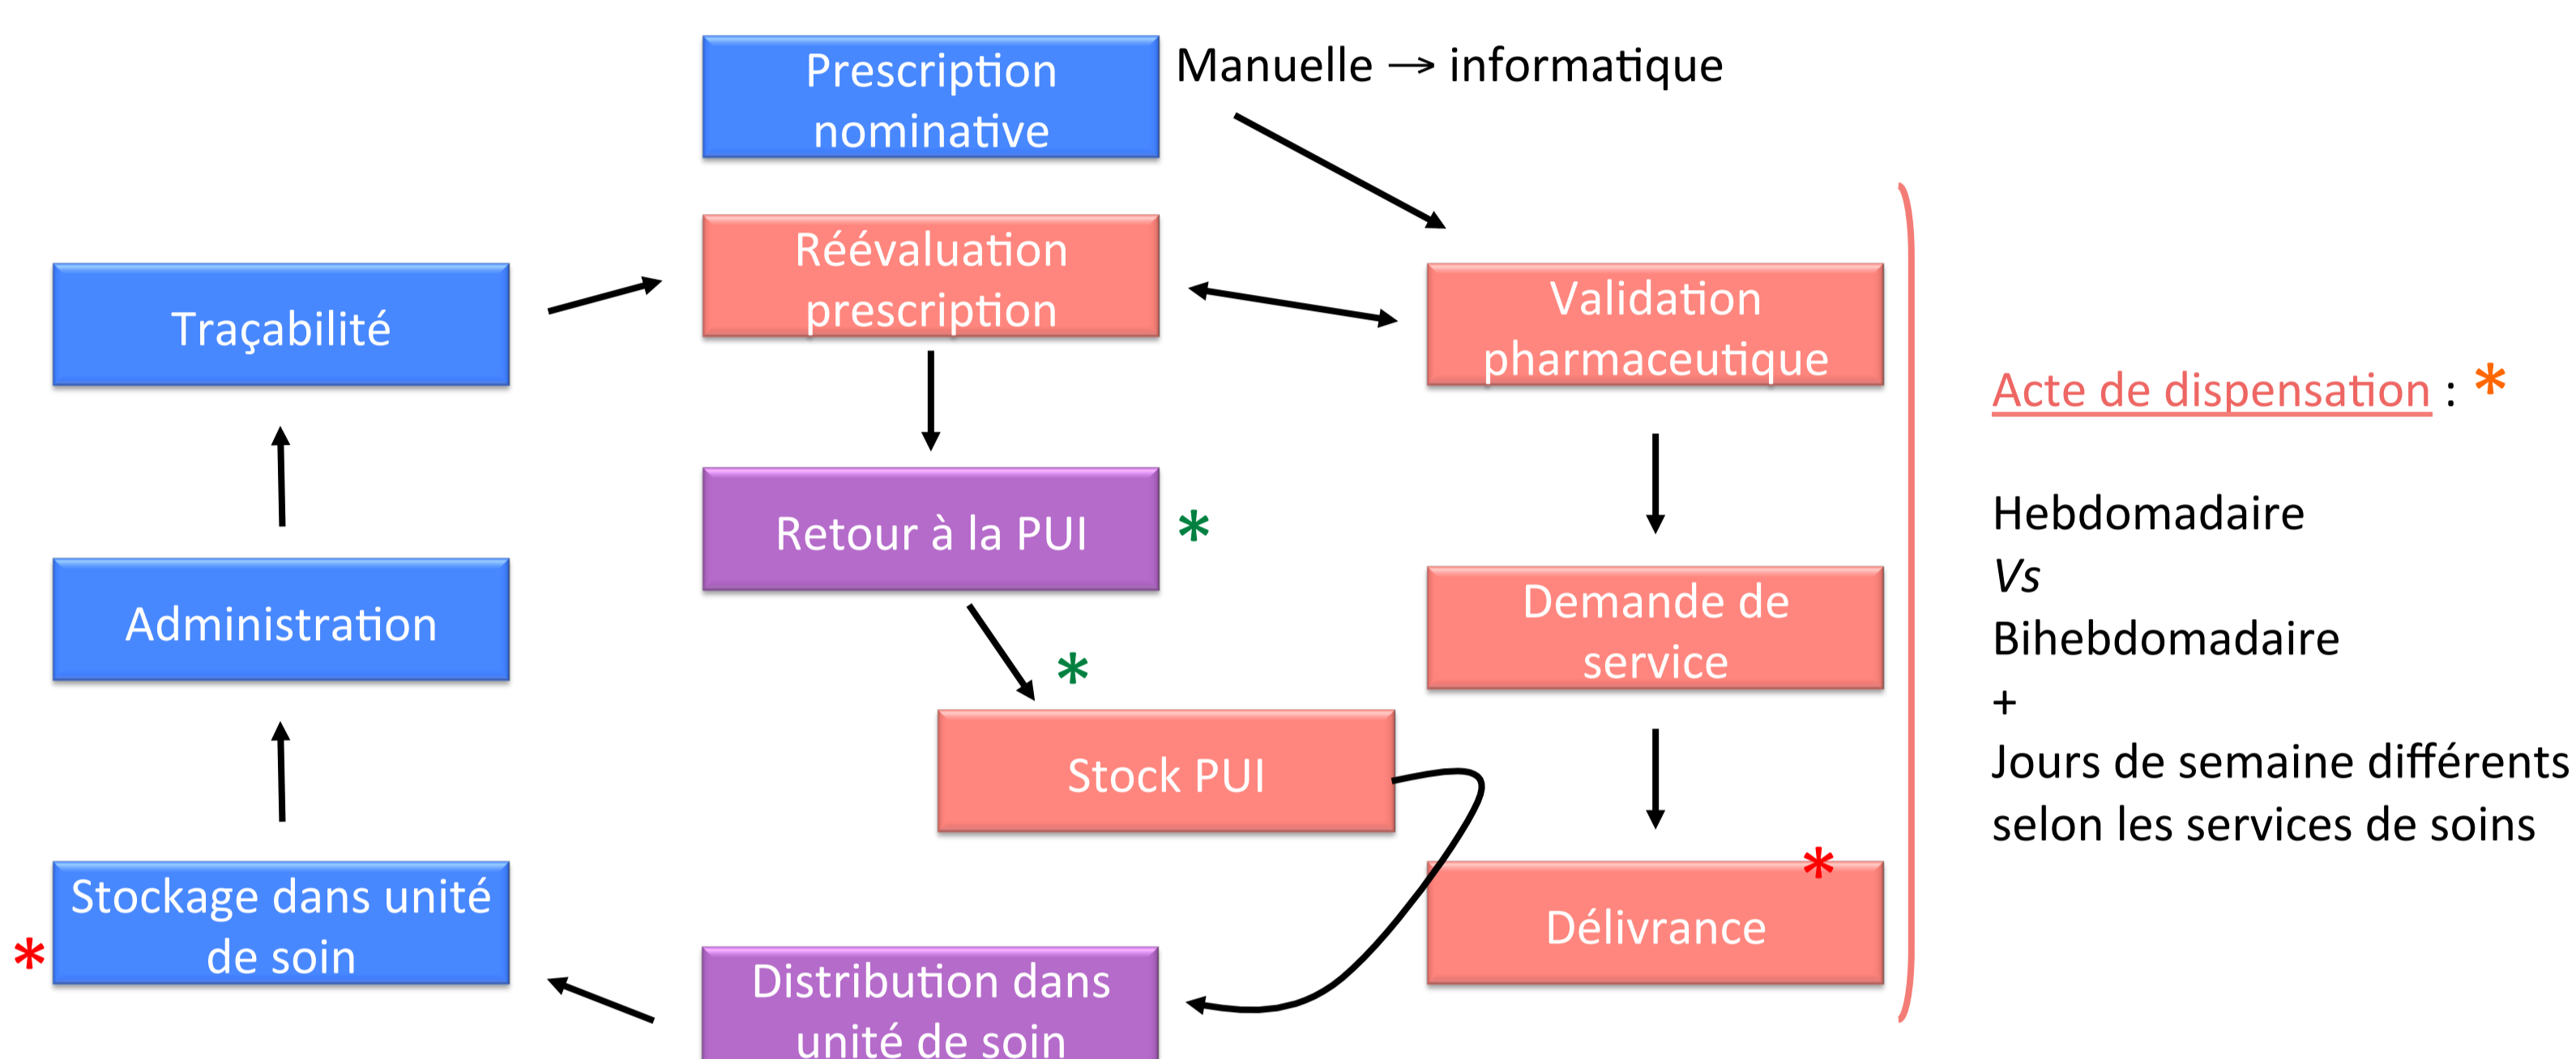 Prescription
nominative
Manuelle → informatique
Réévaluation
prescription
Traçabilité
Validation
pharmaceutique
Acte de dispensation : *
Retour à la PUI *
Hebdomadaire
Vs
Bihebdomadaire
+
Jours de semaine différents
selon les services de soins
Administration
Demande de
service
*
Stock PUI
Stockage dans unité
de soin
*
*
Délivrance
Distribution dans
unité de soin